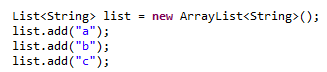 List<String> list = new ArrayList<String>();
list.add("a");
list.add("b");
list.add("c");